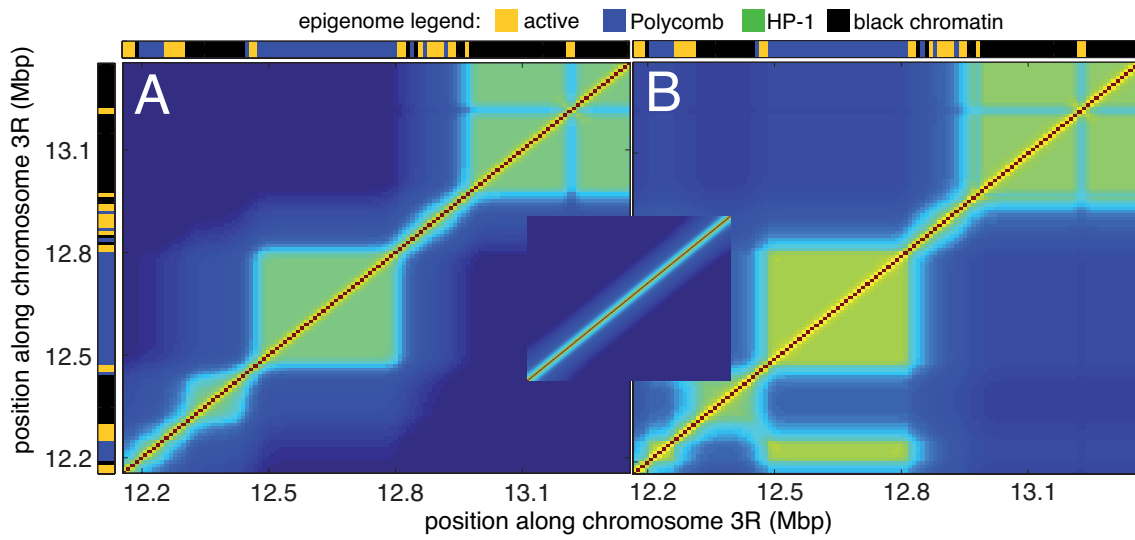 epigenome legend: active Polycomb HP-1 black chromatin
A B
position along chromosome 3R (Mbp)
13.1
12.8
12.5
12.2
12.2 12.5 12.8 13.1 12.2 12.5 12.8 13.1
position along chromosome 3R (Mbp)